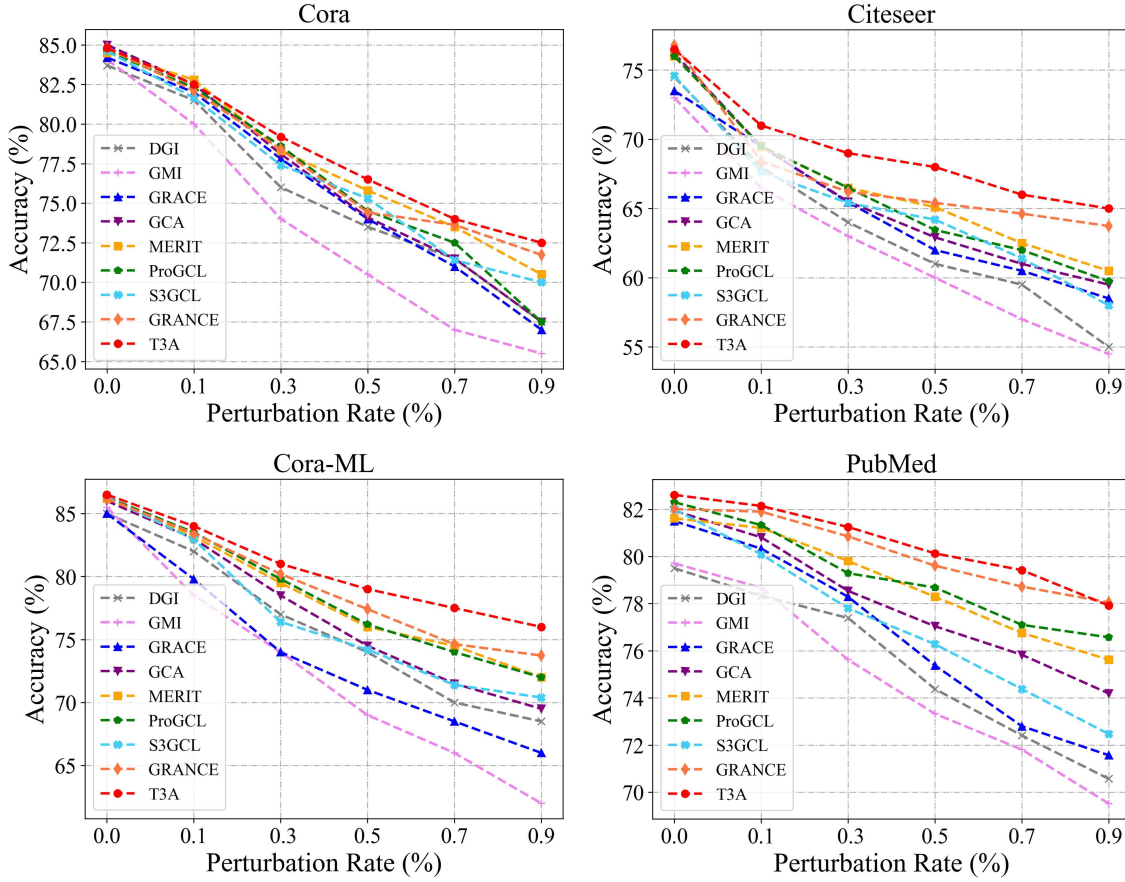 Cora
Accuracy (%)
85.0
82.5
80.0
77.5
75.0
72.5
70.0
67.5
65.0
DGI
GMI
GRACE
GCA
MERIT
ProGCL
S3GCL
GRANCE
T3A
0.0 0.1 0.3 0.5 0.7 0.9
Perturbation Rate (%)
Citeseer
Accuracy (%)
75
70
65
60
55
DGI
GMI
GRACE
GCA
MERIT
ProGCL
S3GCL
GRANCE
T3A
0.0 0.1 0.3 0.5 0.7 0.9
Perturbation Rate (%)
Cora-ML
Accuracy (%)
85
80
75
70
65
DGI
GMI
GRACE
GCA
MERIT
ProGCL
S3GCL
GRANCE
T3A
0.0 0.1 0.3 0.5 0.7 0.9
Perturbation Rate (%)
PubMed
Accuracy (%)
82
80
78
76
74
72
70
DGI
GMI
GRACE
GCA
MERIT
ProGCL
S3GCL
GRANCE
T3A
0.0 0.1 0.3 0.5 0.7 0.9
Perturbation Rate (%)